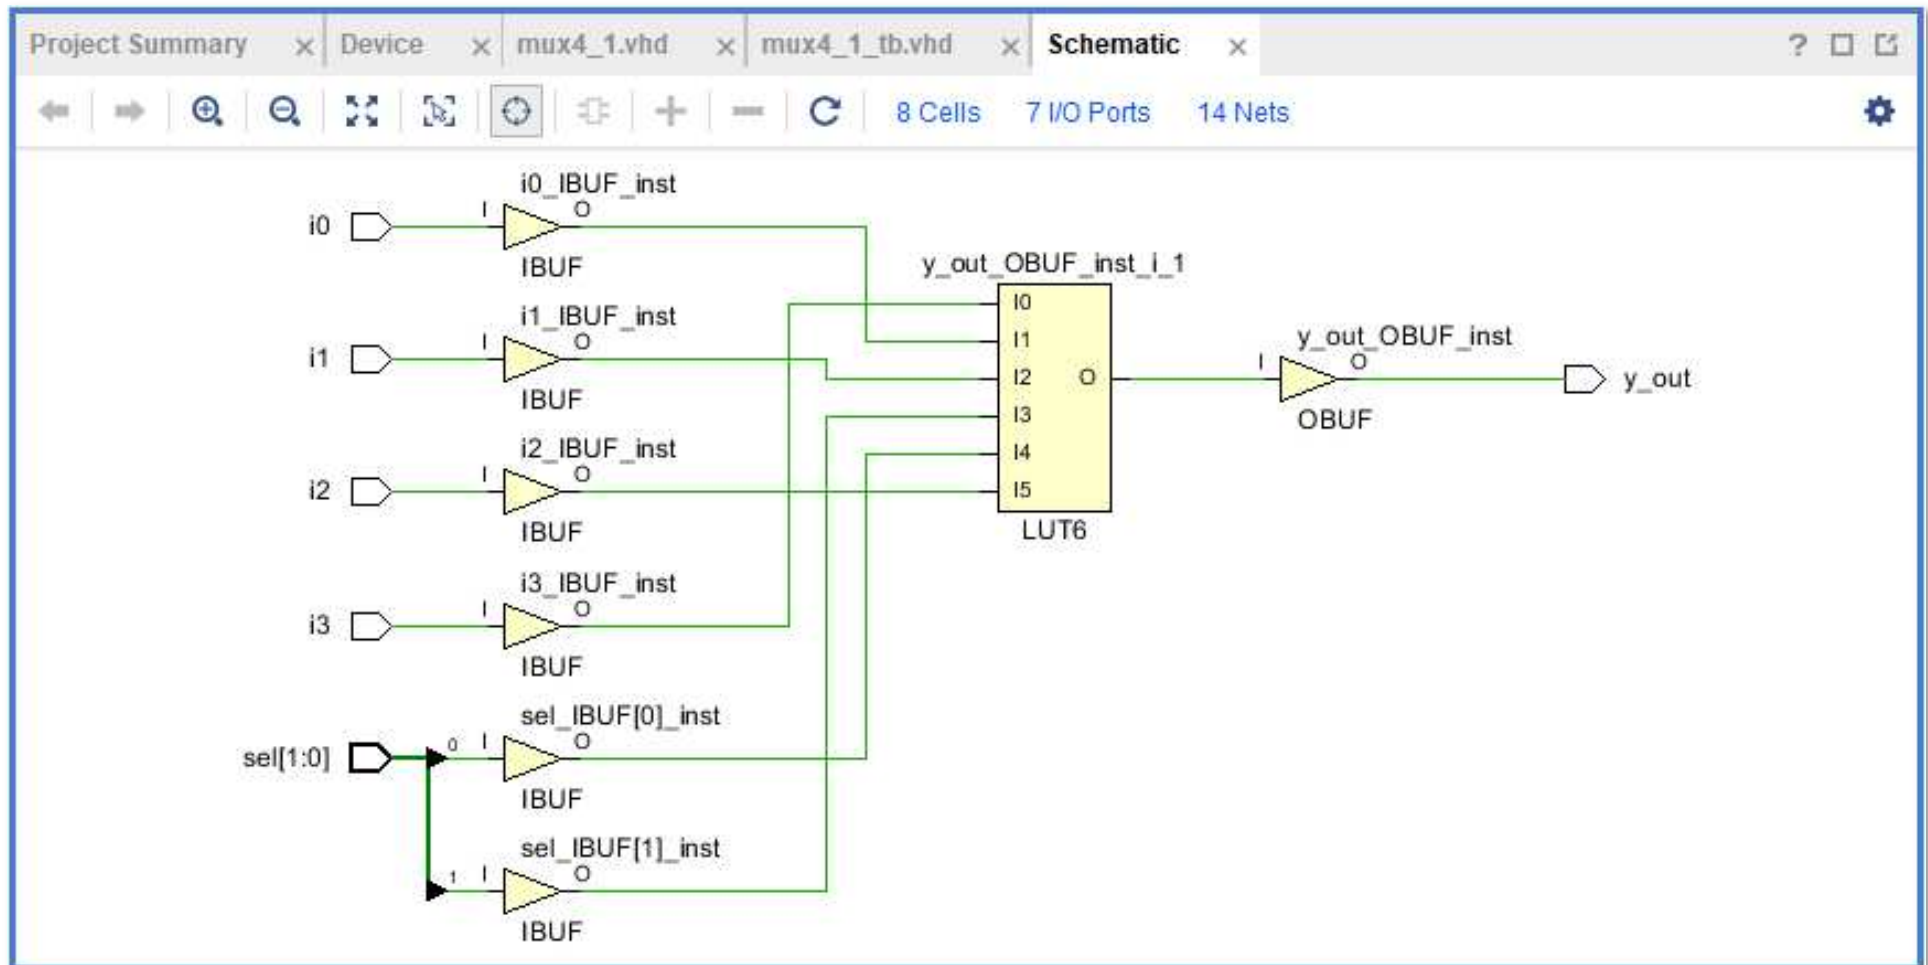 Project Summary × Device × mux4_1.vhd × mux4_1_tb.vhd × Schematic × ?
8 Cells 7 I/O Ports 14 Nets
i0_IBUF_inst
i0 I O
IBUF
y_out_OBUF_inst_i_1
I0
i1_IBUF_inst
i1 I O
IBUF
I1
I2 O
I3
I4
I5
LUT6
y_out_OBUF_inst
I O y_out
OBUF
i2_IBUF_inst
i2 I O
IBUF
i3_IBUF_inst
i3 I O
IBUF
sel_IBUF[0]_inst
sel[1:0] 0 I O
IBUF
sel_IBUF[1]_inst
1 I O
IBUF